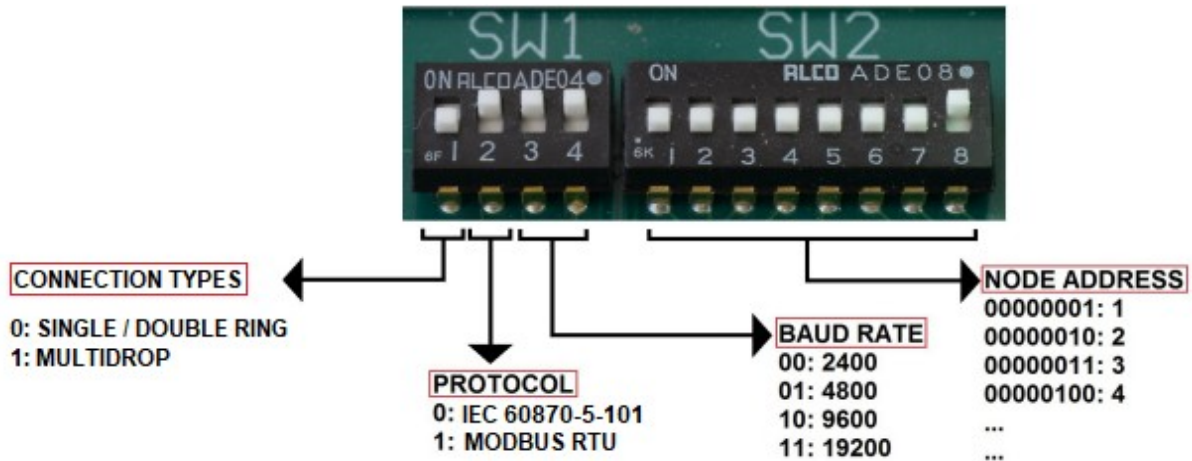 SW1 SW2
ON ALCO ADE04
ON ALCO ADE08
6F 1 2 3 4
6K 1 2 3 4 5 6 7 8
CONNECTION TYPES
0: SINGLE / DOUBLE RING
1: MULTIDROP
PROTOCOL
0: IEC 60870-5-101
1: MODBUS RTU
BAUD RATE
00: 2400
01: 4800
10: 9600
11: 19200
NODE ADDRESS
00000001: 1
00000010: 2
00000011: 3
00000100: 4
...
...